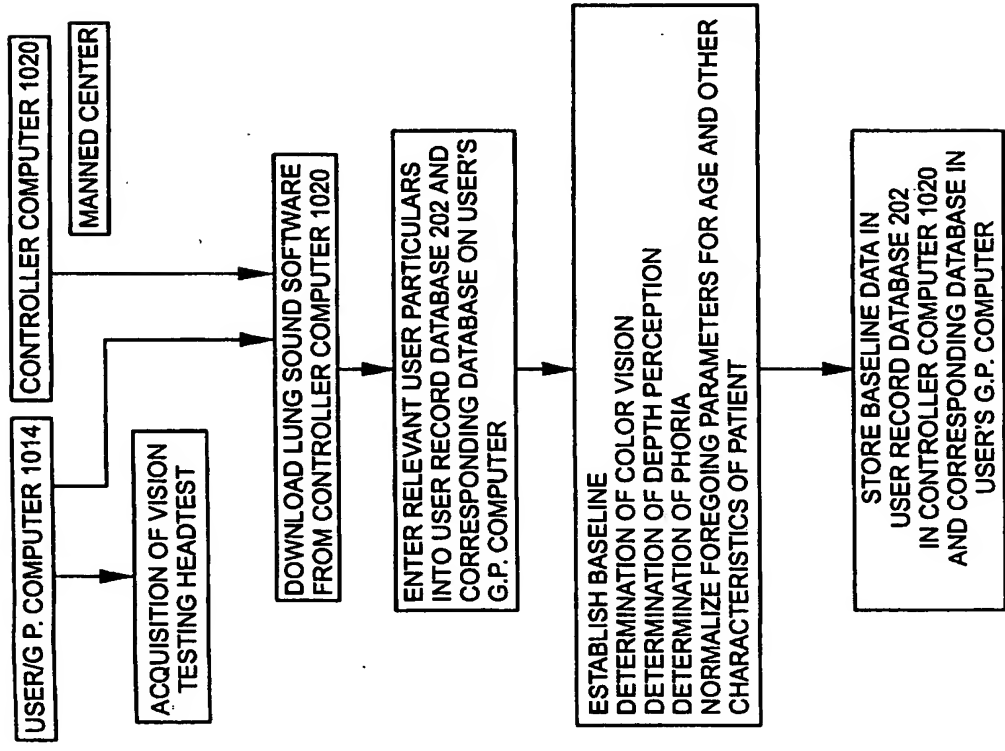 USER/G P. COMPUTER 1014
CONTROLLER COMPUTER 1020
MANNED CENTER
ACQUISITION OF VISION
TESTING HEADTEST
DOWNLOAD LUNG SOUND SOFTWARE
FROM CONTROLLER COMPUTER 1020
ENTER RELEVANT USER PARTICULARS
INTO USER RECORD DATABASE 202 AND
CORRESPONDING DATABASE ON USER'S
G.P. COMPUTER
ESTABLISH BASELINE
DETERMINATION OF COLOR VISION
DETERMINATION OF DEPTH PERCEPTION
DETERMINATION OF PHORIA
NORMALIZE FOREGOING PARAMETERS FOR AGE AND OTHER
CHARACTERISTICS OF PATIENT
STORE BASELINE DATA IN
USER RECORD DATABASE 202
IN CONTROLLER COMPUTER 1020
AND CORRESPONDING DATABASE IN
USER'S G.P. COMPUTER